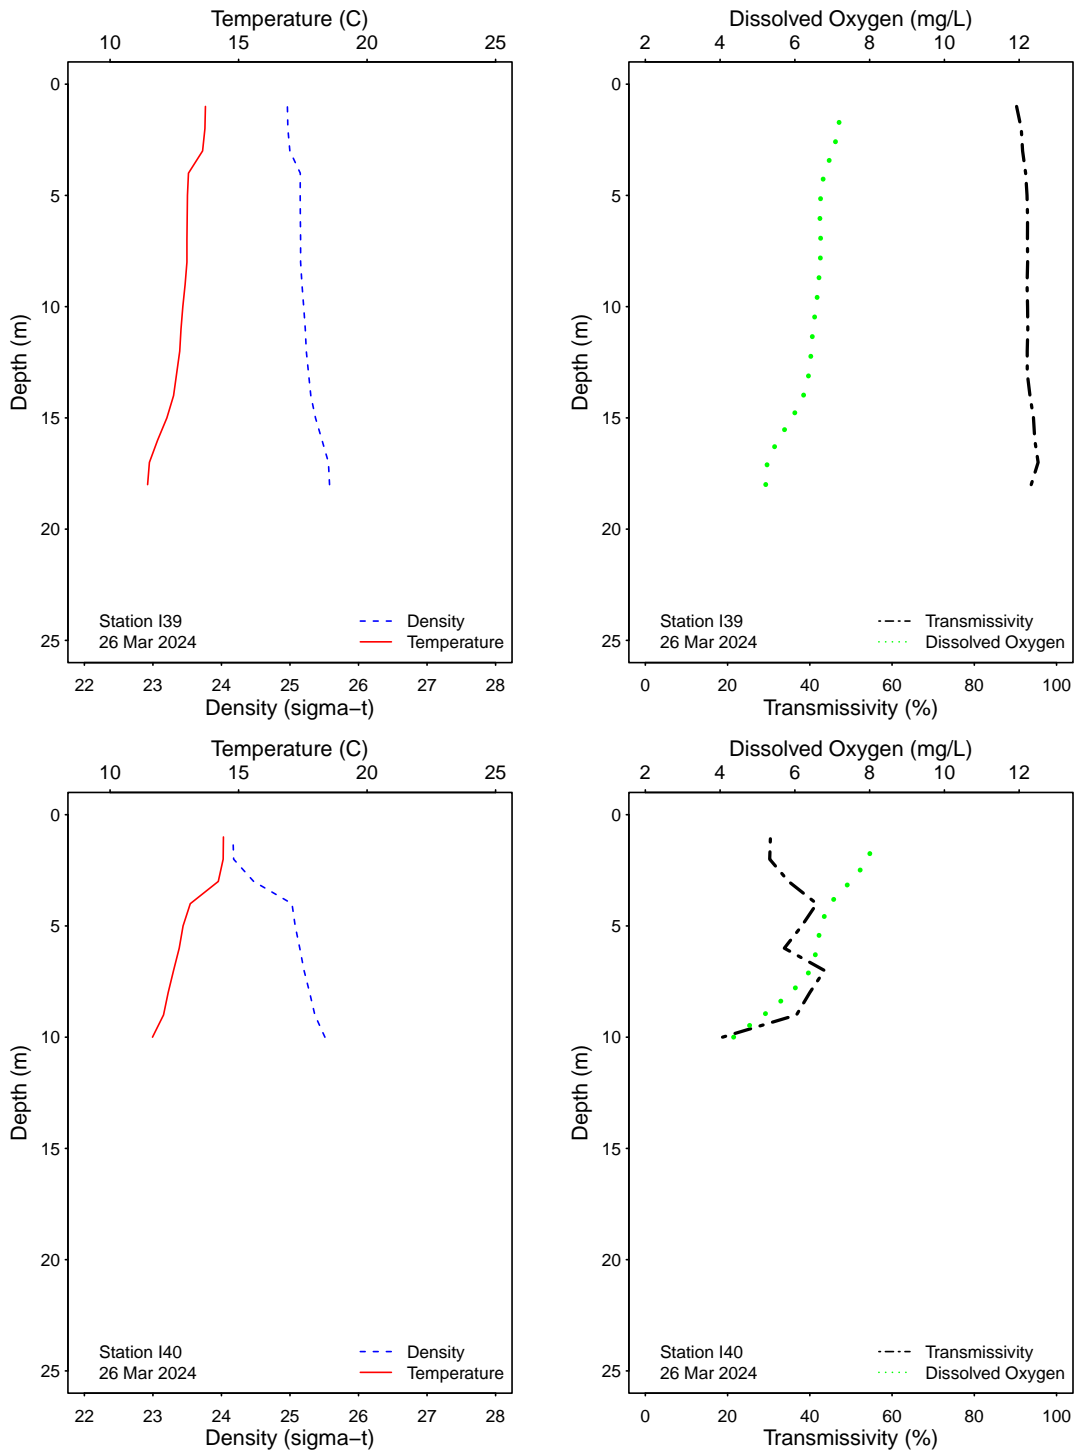 Temperature (C)
10 15 20 25
0
5
10
15
20
25
Depth (m)
Station I39
26 Mar 2024
Density
Temperature
22 23 24 25 26 27 28
Density (sigma−t)
Dissolved Oxygen (mg/L)
2 4 6 8 10 12
0
5
10
15
20
25
Depth (m)
Station I39
26 Mar 2024
Transmissivity
Dissolved Oxygen
0 20 40 60 80 100
Transmissivity (%)
Temperature (C)
10 15 20 25
0
5
10
15
20
25
Depth (m)
Station I40
26 Mar 2024
Density
Temperature
22 23 24 25 26 27 28
Density (sigma−t)
Dissolved Oxygen (mg/L)
2 4 6 8 10 12
0
5
10
15
20
25
Depth (m)
Station I40
26 Mar 2024
Transmissivity
Dissolved Oxygen
0 20 40 60 80 100
Transmissivity (%)